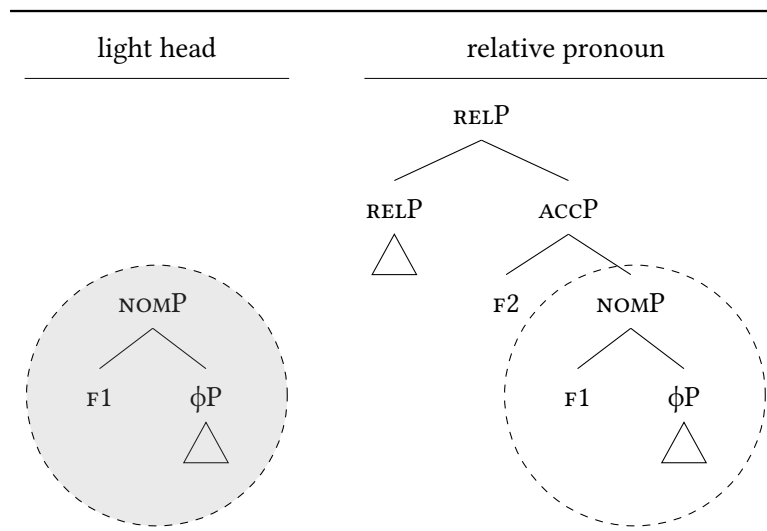 light head relative pronoun
RELP
RELP ACCP
NOMP F2 NOMP
F1 ϕP F1 ϕP